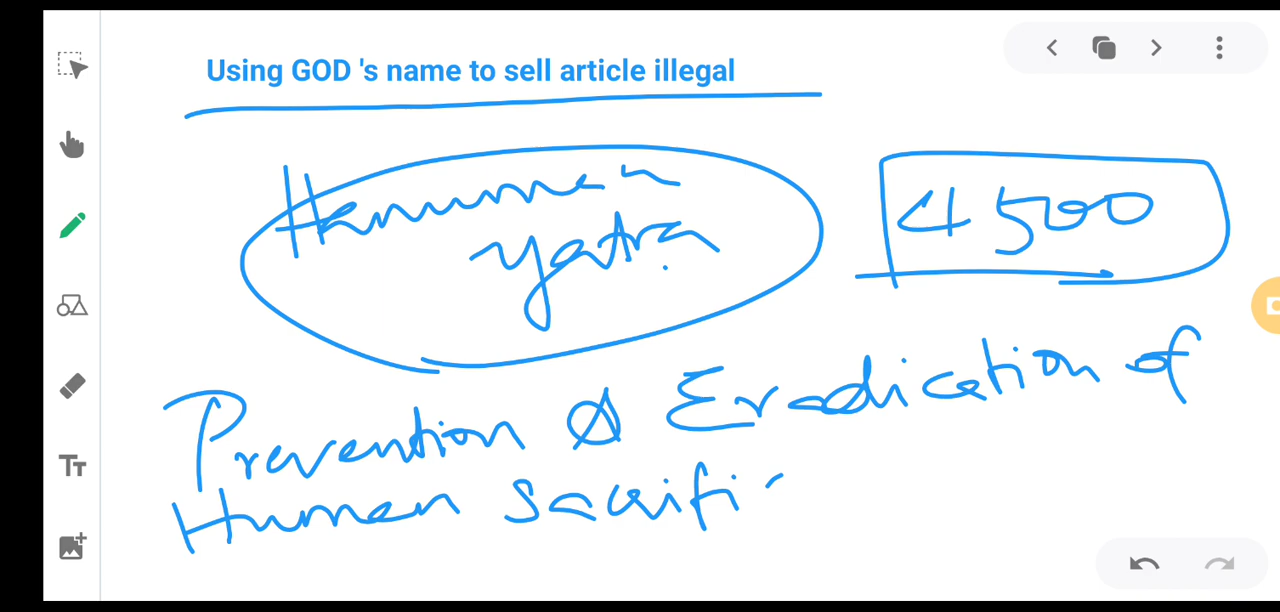 Using GOD 's name to sell article illegal
Hanuman
yatra
4500
Prevention & Eradication of
Human Sacrifi